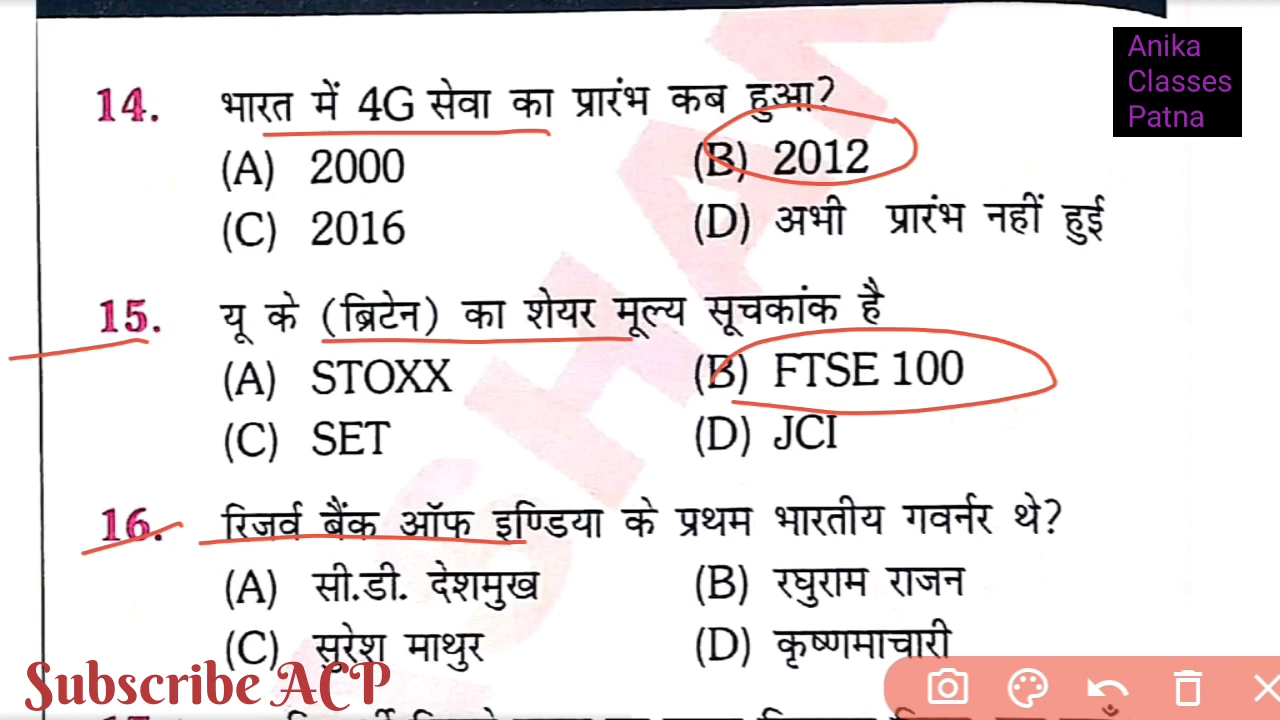 Anika
Classes
Patna
14. भारत में 4G सेवा का प्रारंभ कब हुआ?
(A) 2000 (B) 2012
(C) 2016 (D) अभी प्रारंभ नहीं हुई
15. यू के (ब्रिटेन) का शेयर मूल्य सूचकांक है
(A) STOXX (B) FTSE 100
(C) SET (D) JCI
16. रिजर्व बैंक ऑफ इण्डिया के प्रथम भारतीय गवर्नर थे?
(A) सी.डी. देशमुख (B) रघुराम राजन
(C) सुरेश माथुर (D) कृष्णमाचारी
Subscribe ACP